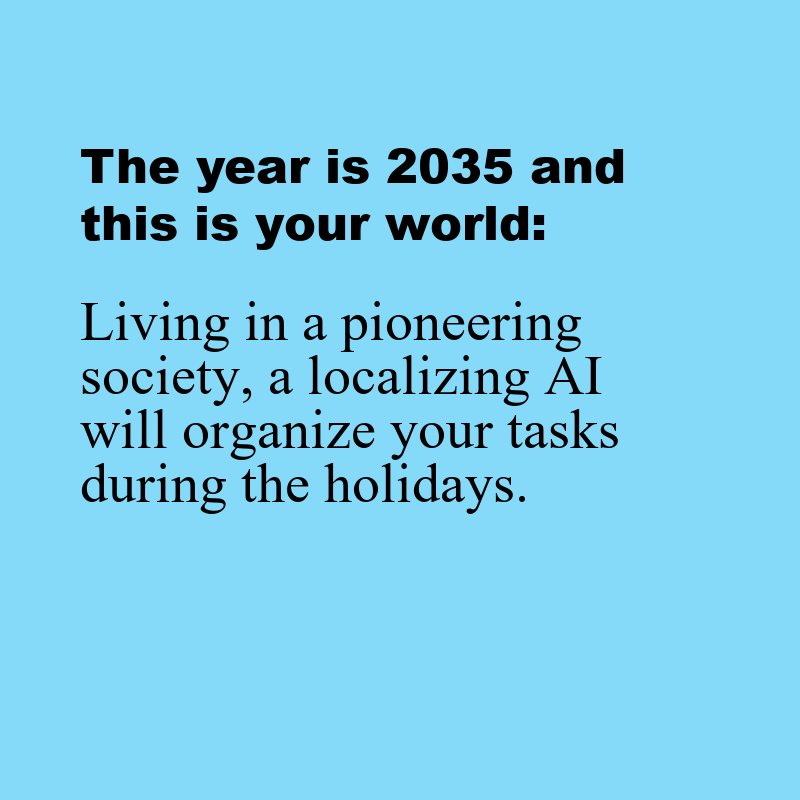 The year is 2035 and
this is your world:
Living in a pioneering
society, a localizing AI
will organize your tasks
during the holidays.